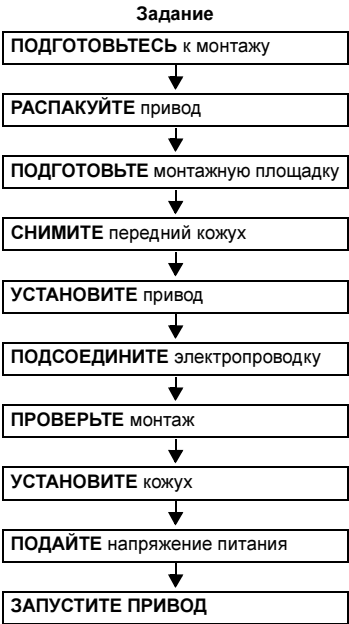 Задание
ПОДГОТОВЬТЕСЬ к монтажу
РАСПАКУЙТЕ привод
ПОДГОТОВЬТЕ монтажную площадку
СНИМИТЕ передний кожух
УСТАНОВИТЕ привод
ПОДСОЕДИНИТЕ электропроводку
ПРОВЕРЬТЕ монтаж
УСТАНОВИТЕ кожух
ПОДАЙТЕ напряжение питания
ЗАПУСТИТЕ ПРИВОД